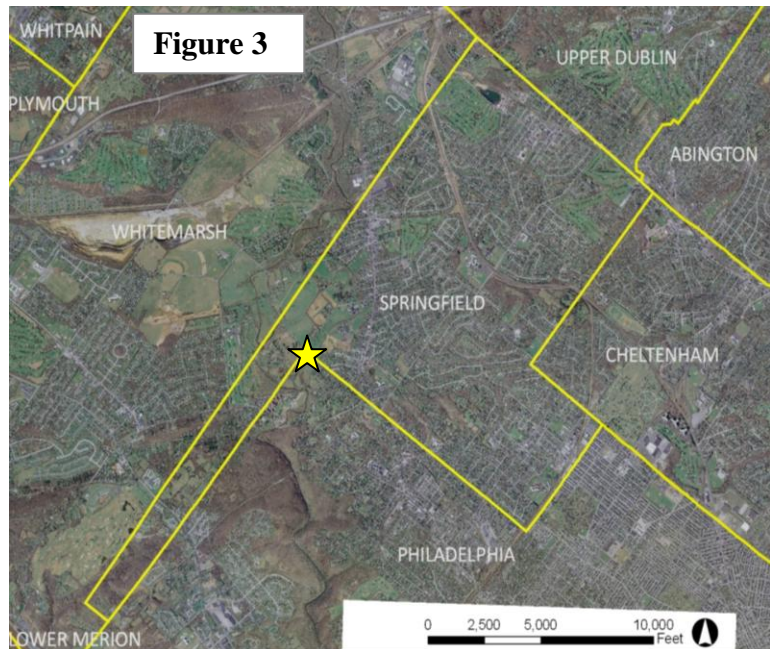 WHITPAIN
Figure 3
UPPER DUBLIN
PLYMOUTH
ABINGTON
WHITEMARSH
SPRINGFIELD
CHELTENHAM
PHILADELPHIA
LOWER MERION
0 2,500 5,000 10,000
Feet